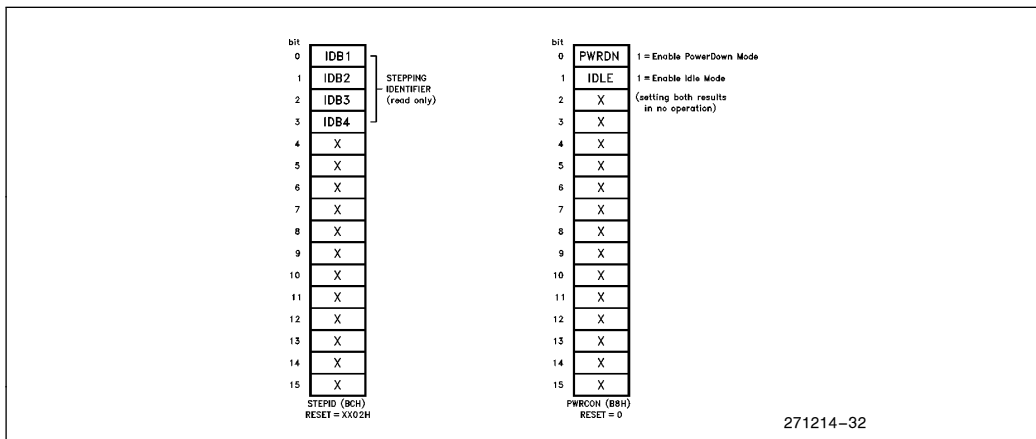 bit
0 IDB1
1 IDB2
2 IDB3
3 IDB4
4 X
5 X
6 X
7 X
8 X
9 X
10 X
11 X
12 X
13 X
14 X
15 X
STEPPING
IDENTIFIER
(read only)
STEPID (BCH)
RESET = XX02H
bit
0 PWRDN 1 = Enable PowerDown Mode
1 IDLE 1 = Enable Idle Mode
2 X (setting both results
in no operation)
3 X
4 X
5 X
6 X
7 X
8 X
9 X
10 X
11 X
12 X
13 X
14 X
15 X
PWRCON (B8H)
RESET = 0
271214–32